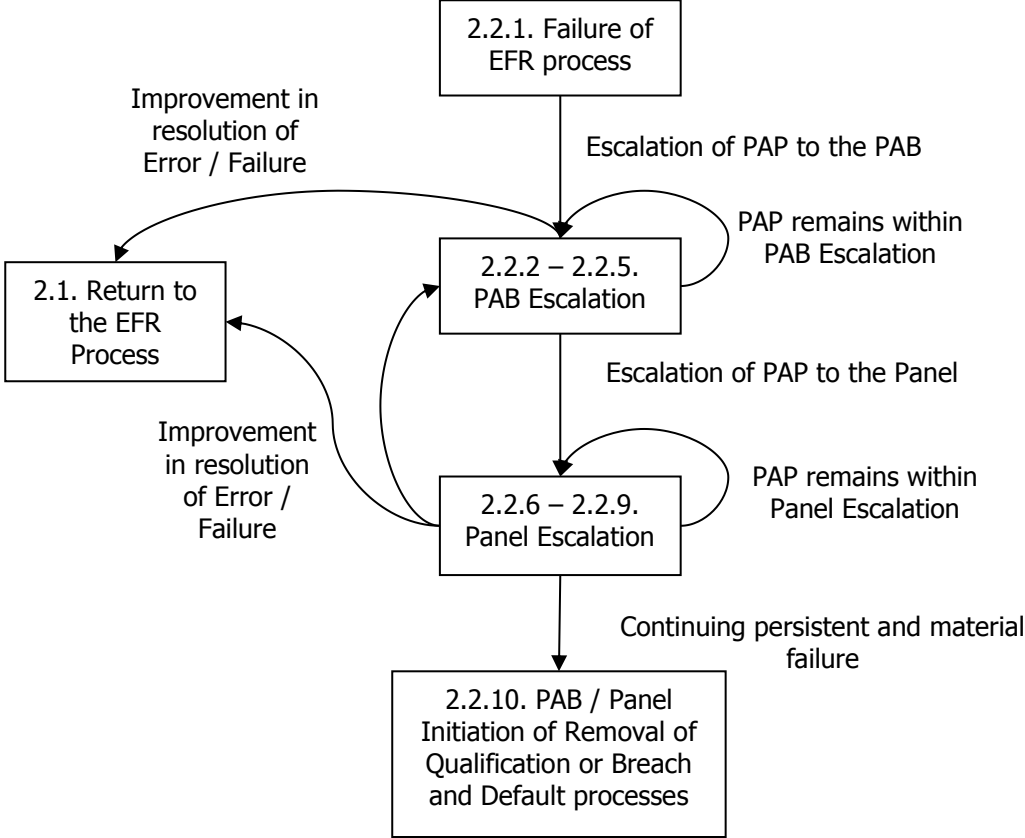 2.2.1. Failure of
EFR process
Improvement in
resolution of
Error / Failure
Escalation of PAP to the PAB
PAP remains within
PAB Escalation
2.2.2 – 2.2.5.
PAB Escalation
2.1. Return to
the EFR
Process
Escalation of PAP to the Panel
Improvement
in resolution
of Error /
Failure
PAP remains within
Panel Escalation
2.2.6 – 2.2.9.
Panel Escalation
Continuing persistent and material
failure
2.2.10. PAB / Panel
Initiation of Removal of
Qualification or Breach
and Default processes